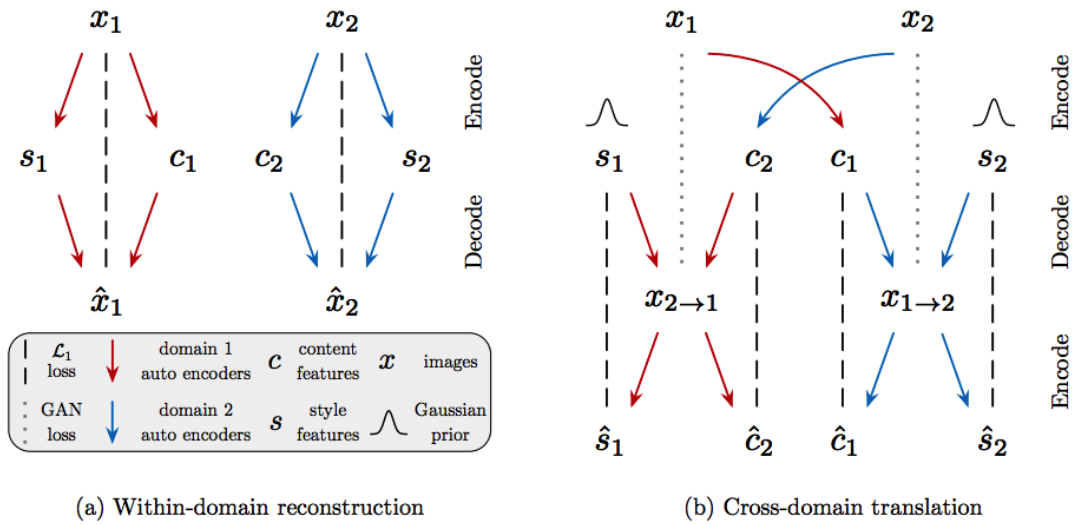 x₁ x₂ x₁ x₂
Encode Encode
s₁ c₁ c₂ s₂ s₁ c₂ c₁ s₂
Decode Decode
x̂₁ x̂₂ x₂→₁ x₁→₂
Encode
ŝ₁ ĉ₂ ĉ₁ ŝ₂
ℒ₁ loss
domain 1 auto encoders
c content features
x images
GAN loss
domain 2 auto encoders
s style features
Gaussian prior
(a) Within-domain reconstruction
(b) Cross-domain translation